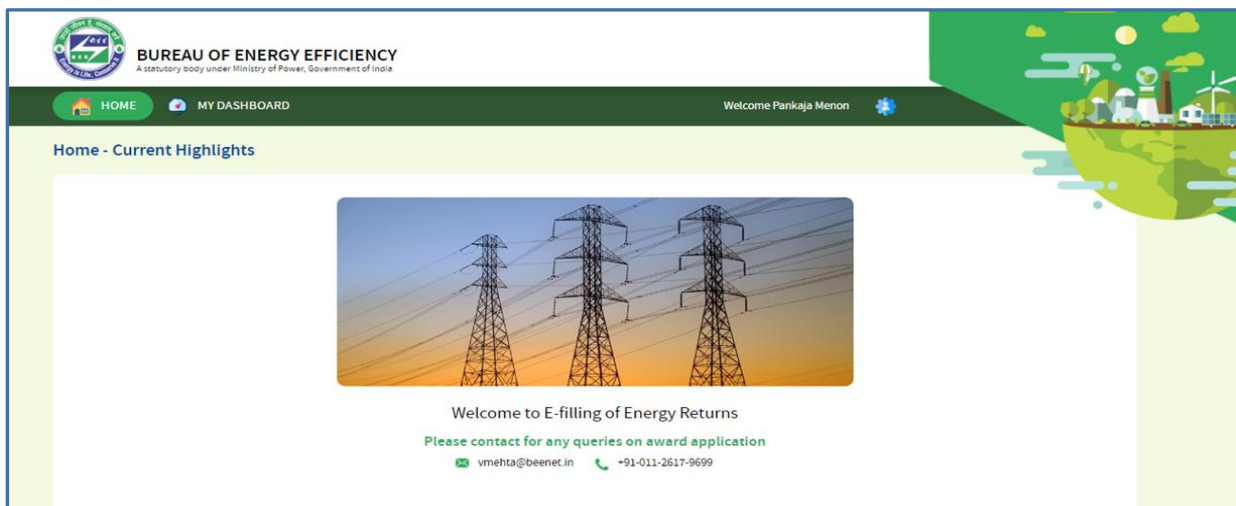 BUREAU OF ENERGY EFFICIENCY
A statutory body under Ministry of Power, Government of India
HOME MY DASHBOARD Welcome Pankaja Menon
Home - Current Highlights
Welcome to E-filling of Energy Returns
Please contact for any queries on award application
vmehta@beenet.in +91-011-2617-9699